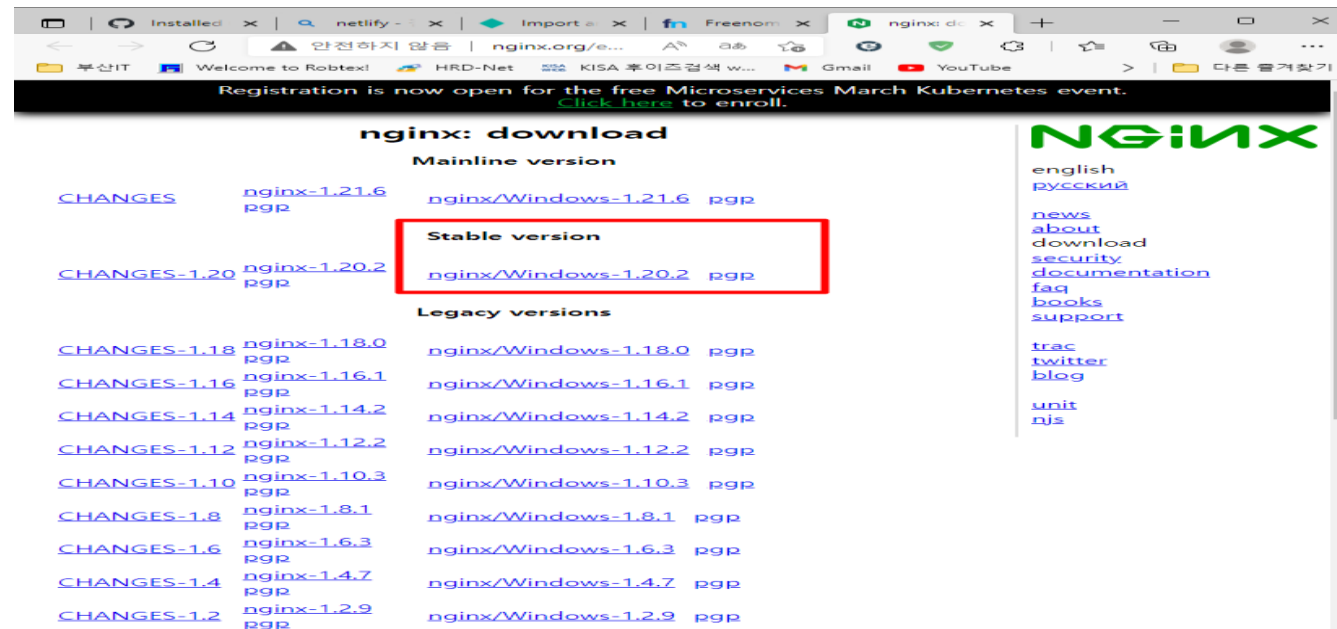 Installed
netlify -
Import a
fn Freenom
nginx: do
안전하지 않음 | nginx.org/e...
부산IT
Welcome to Robtex!
HRD-Net
KISA 후이즈검색 w...
Gmail
YouTube
다른 즐겨찾기
Registration is now open for the free Microservices March Kubernetes event.
Click here to enroll.
nginx: download
Mainline version
CHANGES nginx-1.21.6 pgp nginx/Windows-1.21.6 pgp
Stable version
CHANGES-1.20 nginx-1.20.2 pgp nginx/Windows-1.20.2 pgp
Legacy versions
CHANGES-1.18 nginx-1.18.0 pgp nginx/Windows-1.18.0 pgp
CHANGES-1.16 nginx-1.16.1 pgp nginx/Windows-1.16.1 pgp
CHANGES-1.14 nginx-1.14.2 pgp nginx/Windows-1.14.2 pgp
CHANGES-1.12 nginx-1.12.2 pgp nginx/Windows-1.12.2 pgp
CHANGES-1.10 nginx-1.10.3 pgp nginx/Windows-1.10.3 pgp
CHANGES-1.8 nginx-1.8.1 pgp nginx/Windows-1.8.1 pgp
CHANGES-1.6 nginx-1.6.3 pgp nginx/Windows-1.6.3 pgp
CHANGES-1.4 nginx-1.4.7 pgp nginx/Windows-1.4.7 pgp
CHANGES-1.2 nginx-1.2.9 pgp nginx/Windows-1.2.9 pgp
NGINX
english
русский
news
about
download
security
documentation
faq
books
support
trac
twitter
blog
unit
njs